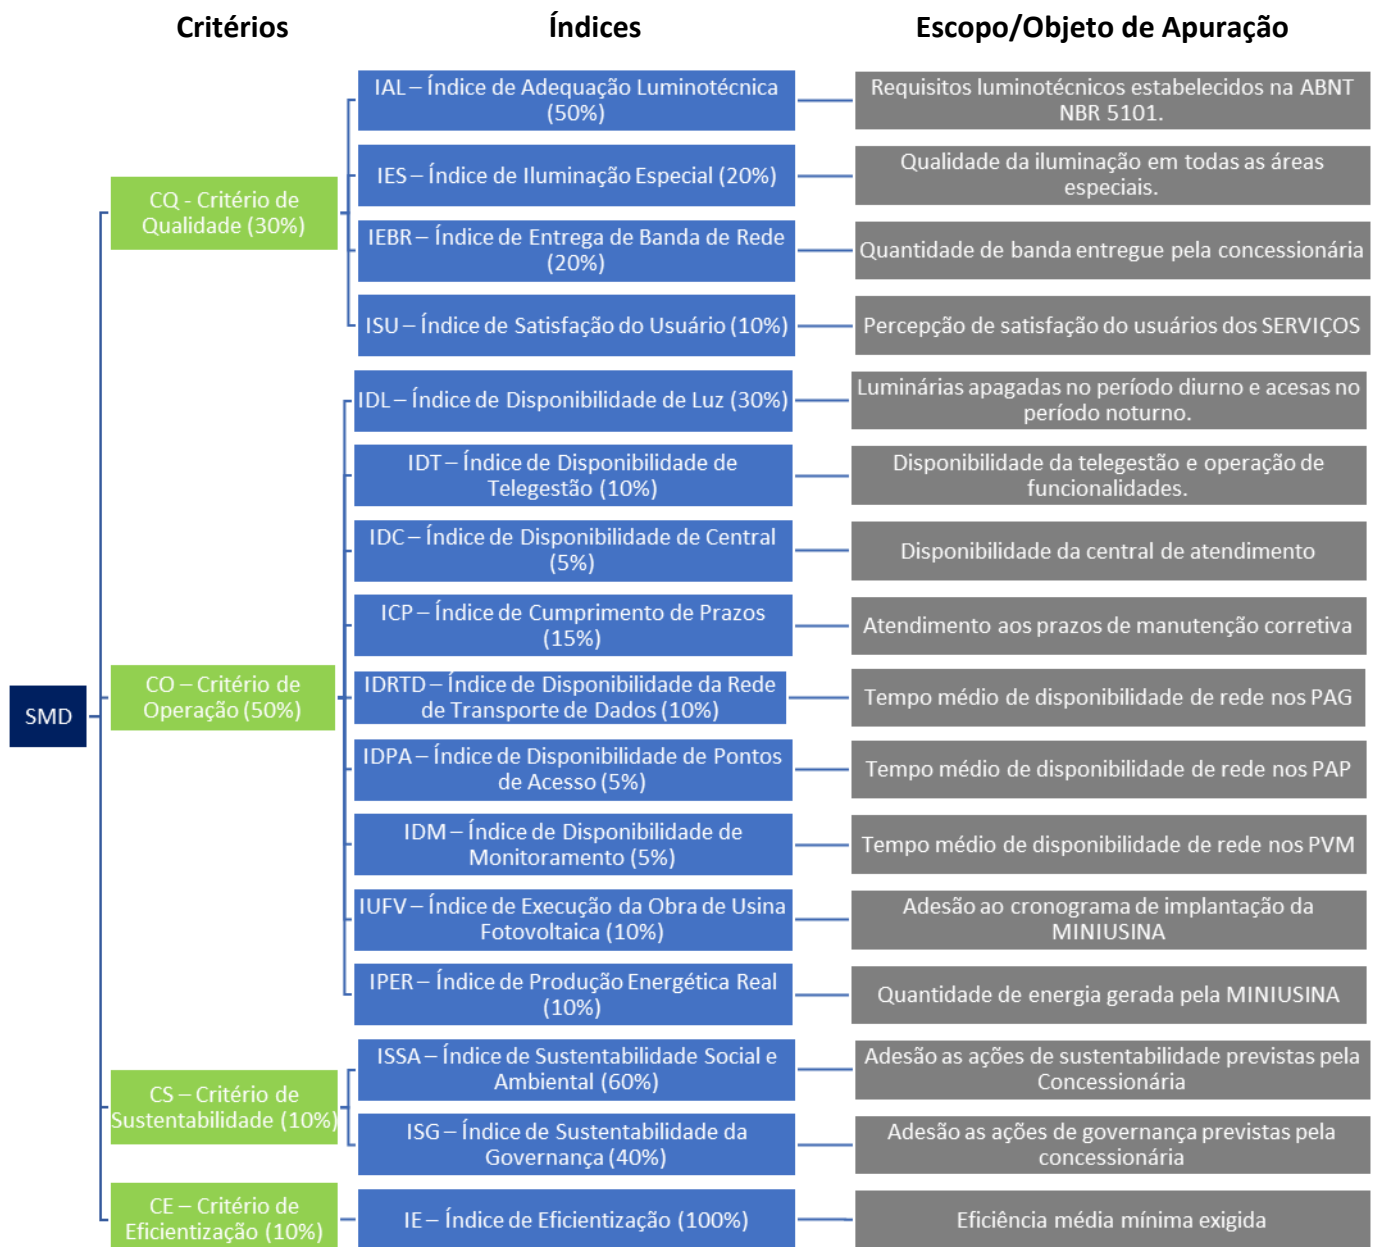 Critérios
Índices
Escopo/Objeto de Apuração
SMD
CQ - Critério de
Qualidade (30%)
IAL – Índice de Adequação Luminotécnica
(50%)
Requisitos luminotécnicos estabelecidos na ABNT
NBR 5101.
IES – Índice de Iluminação Especial (20%)
Qualidade da iluminação em todas as áreas
especiais.
IEBR – Índice de Entrega de Banda de Rede
(20%)
Quantidade de banda entregue pela concessionária
ISU – Índice de Satisfação do Usuário (10%)
Percepção de satisfação do usuários dos SERVIÇOS
CO – Critério de
Operação (50%)
IDL – Índice de Disponibilidade de Luz (30%)
Luminárias apagadas no período diurno e acesas no
período noturno.
IDT – Índice de Disponibilidade de
Telegestão (10%)
Disponibilidade da telegestão e operação de
funcionalidades.
IDC – Índice de Disponibilidade de Central
(5%)
Disponibilidade da central de atendimento
ICP – Índice de Cumprimento de Prazos
(15%)
Atendimento aos prazos de manutenção corretiva
IDRTD – Índice de Disponibilidade da Rede
de Transporte de Dados (10%)
Tempo médio de disponibilidade de rede nos PAG
IDPA – Índice de Disponibilidade de Pontos
de Acesso (5%)
Tempo médio de disponibilidade de rede nos PAP
IDM – Índice de Disponibilidade de
Monitoramento (5%)
Tempo médio de disponibilidade de rede nos PVM
IUFV – Índice de Execução da Obra de Usina
Fotovoltaica (10%)
Adesão ao cronograma de implantação da
MINIUSINA
IPER – Índice de Produção Energética Real
(10%)
Quantidade de energia gerada pela MINIUSINA
CS – Critério de
Sustentabilidade (10%)
ISSA – Índice de Sustentabilidade Social e
Ambiental (60%)
Adesão as ações de sustentabilidade previstas pela
Concessionária
ISG – Índice de Sustentabilidade da
Governança (40%)
Adesão as ações de governança previstas pela
concessionária
CE – Critério de
Eficientização (10%)
IE – Índice de Eficientização (100%)
Eficiência média mínima exigida